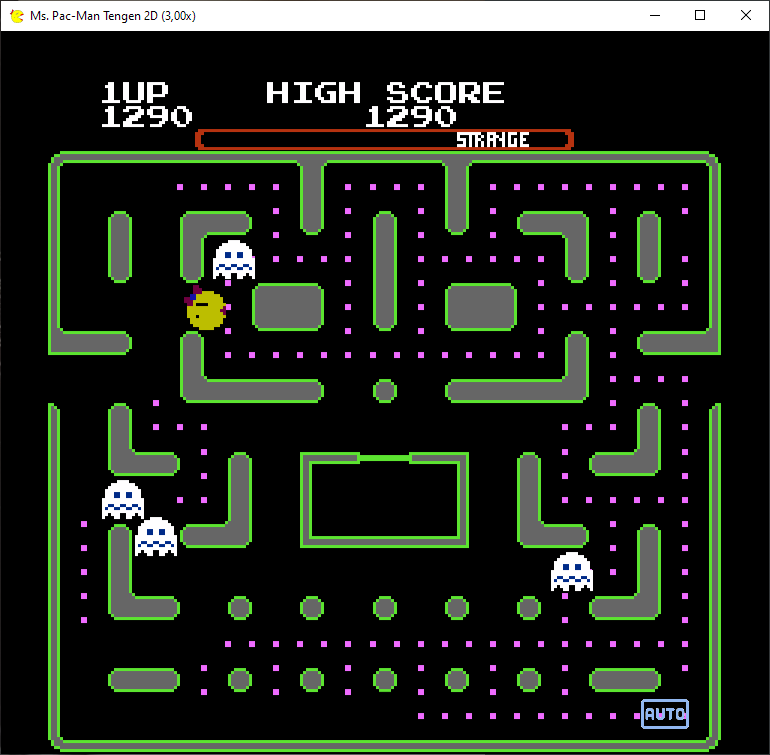 Ms. Pac-Man Tengen 2D (3,00x)
1UP HIGH SCORE
1290 1290
STRANGE
AUTO